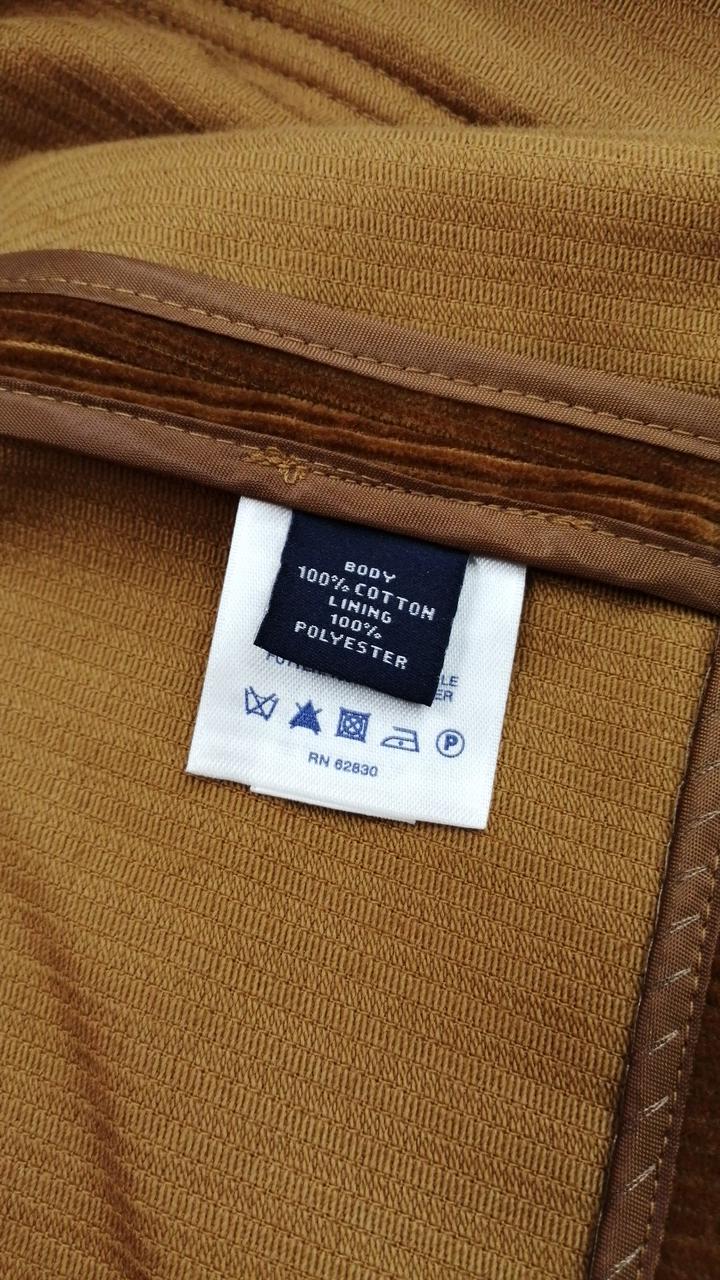 BODY
100% COTTON
LINING
100%
POLYESTER
RN 62830